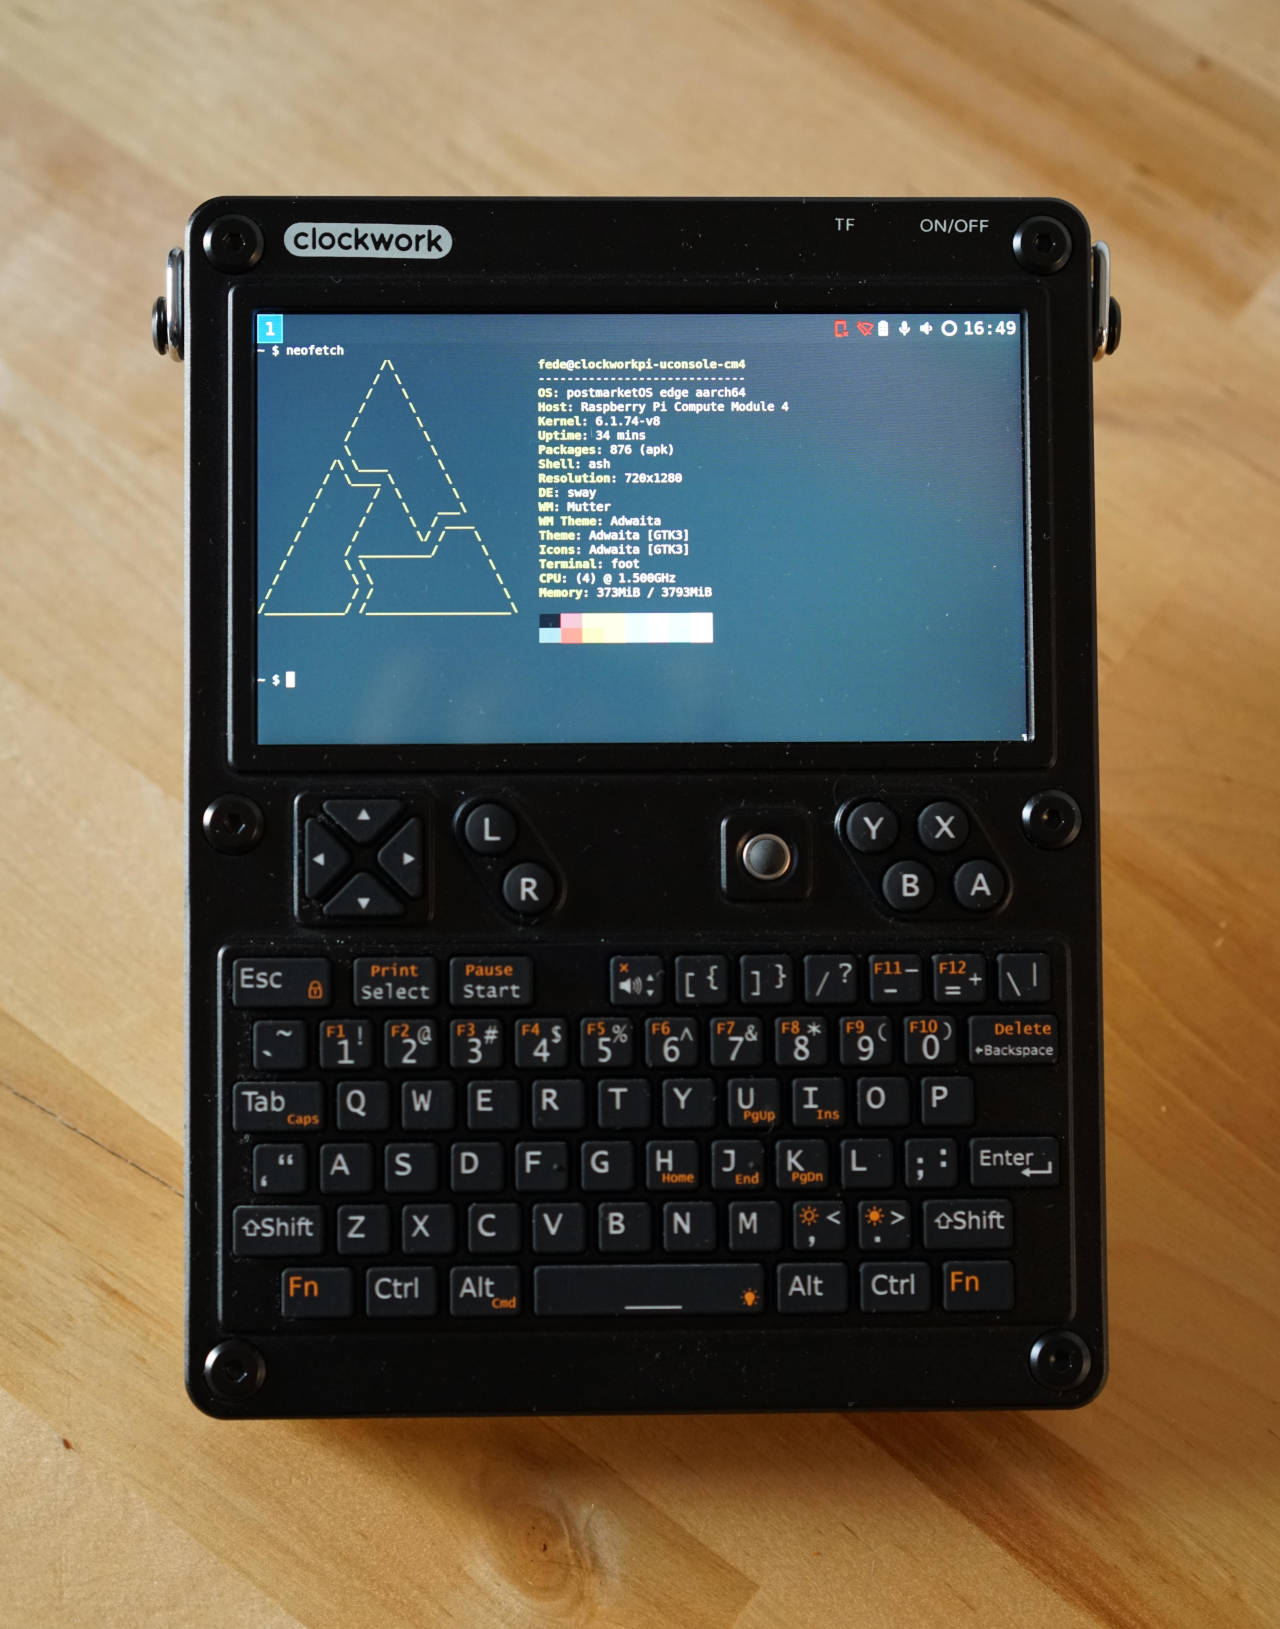 clockwork
TF
ON/OFF
1
16:49
~ $ neofetch
fede@clockworkpi-uconsole-cm4
-----------------------------
OS: postmarketOS edge aarch64
Host: Raspberry Pi Compute Module 4
Kernel: 6.1.74-v8
Uptime: 34 mins
Packages: 876 (apk)
Shell: ash
Resolution: 720x1280
DE: sway
WM: Mutter
WM Theme: Adwaita
Theme: Adwaita [GTK3]
Icons: Adwaita [GTK3]
Terminal: foot
CPU: (4) @ 1.500GHz
Memory: 373MiB / 3793MiB
~ $
L
R
Y X
B A
Esc Print Select Pause Start [ { ] } / ? F11 – - F12 + = \ |
` ~ F1 ! 1 F2 @ 2 F3 # 3 F4 $ 4 F5 % 5 F6 ^ 6 F7 & 7 F8 * 8 F9 ( 9 F10 ) 0 Delete ←Backspace
Tab Caps Q W E R T Y U PgUp I Ins O P
‘ “ A S D F G H Home J End K PgDn L ; : Enter
⇧Shift Z X C V B N M , < . > ⇧Shift
Fn Ctrl Alt Cmd Alt Ctrl Fn